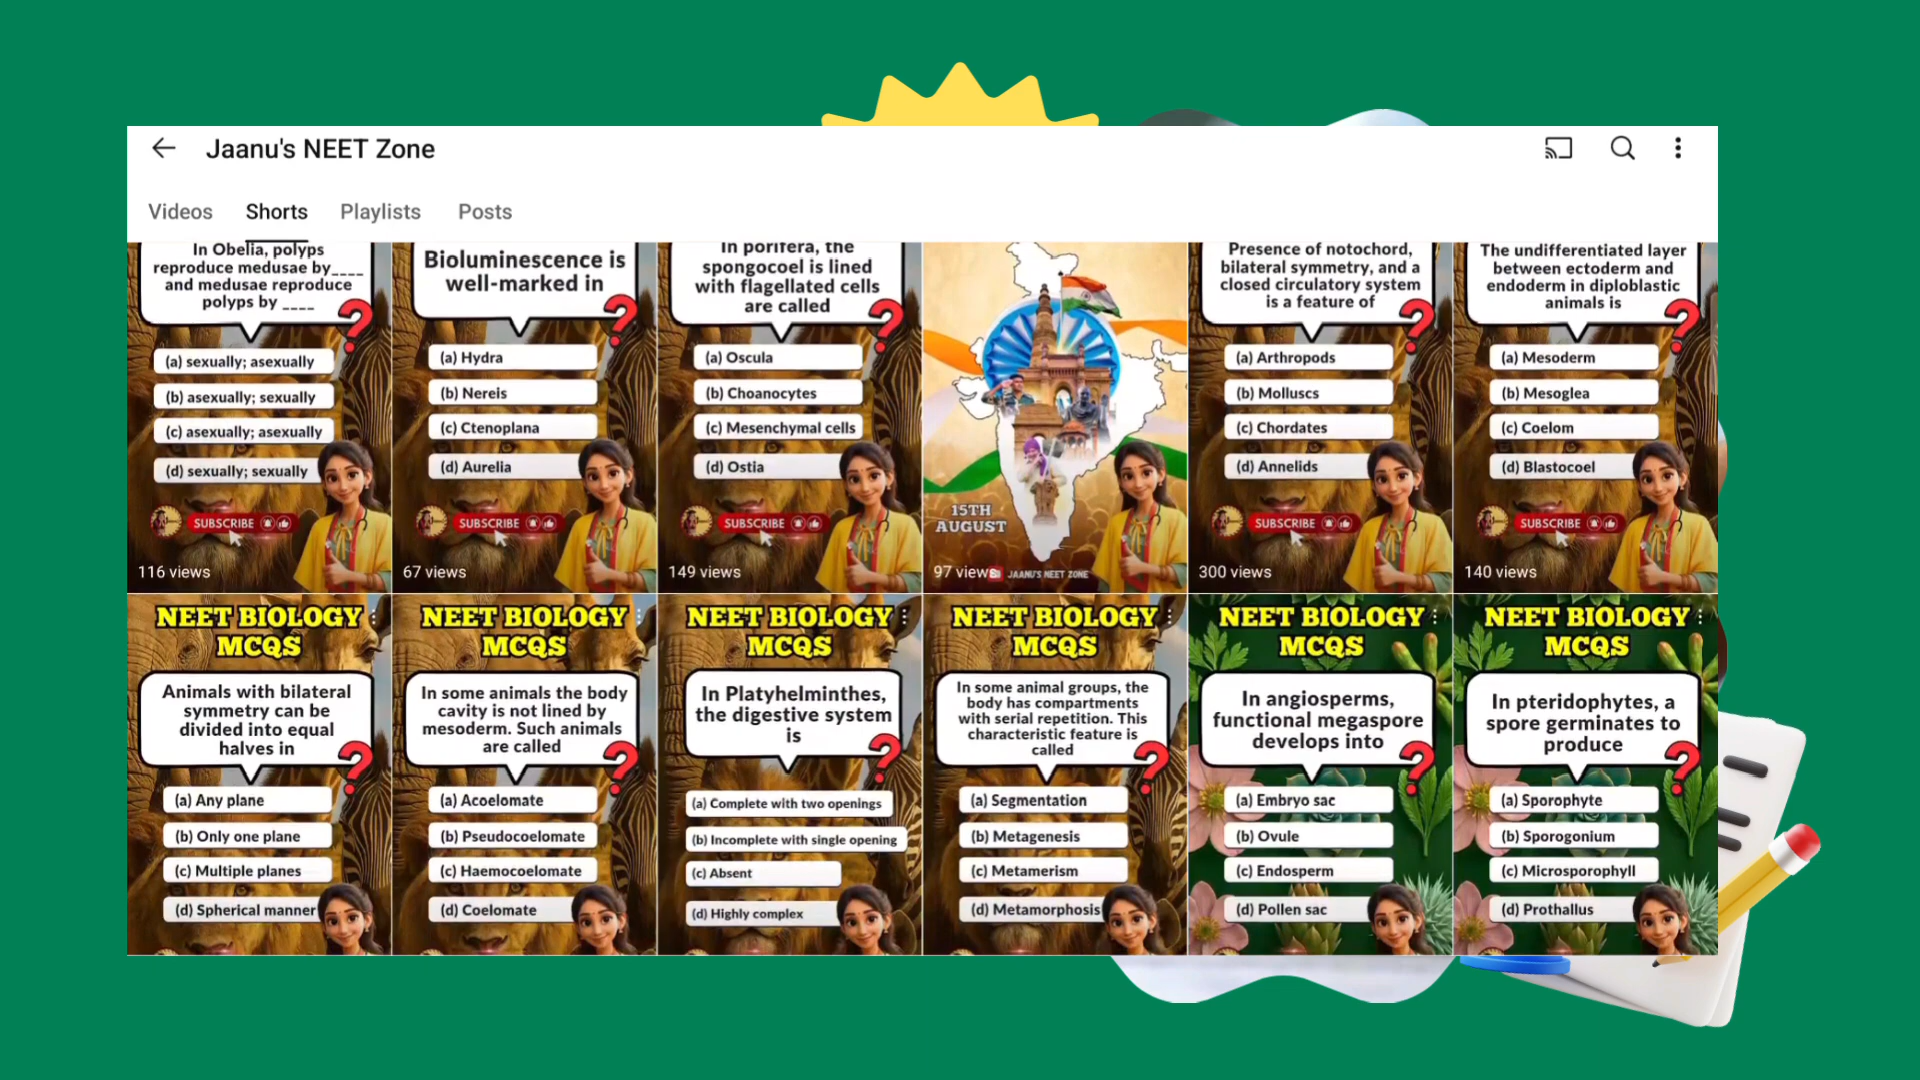 Jaanu's NEET Zone
Videos
Shorts
Playlists
Posts
In Obelia, polyps
reproduce medusae by____
and medusae reproduce
polyps by ____
(a) sexually; asexually
(b) asexually; sexually
(c) asexually; asexually
(d) sexually; sexually
SUBSCRIBE
116 views
Bioluminescence is
well-marked in
(a) Hydra
(b) Nereis
(c) Ctenoplana
(d) Aurelia
SUBSCRIBE
67 views
In porifera, the
spongocoel is lined
with flagellated cells
are called
(a) Oscula
(b) Choanocytes
(c) Mesenchymal cells
(d) Ostia
SUBSCRIBE
149 views
15TH
AUGUST
97 views
JAANU'S NEET ZONE
Presence of notochord,
bilateral symmetry, and a
closed circulatory system
is a feature of
(a) Arthropods
(b) Molluscs
(c) Chordates
(d) Annelids
SUBSCRIBE
300 views
The undifferentiated layer
between ectoderm and
endoderm in diploblastic
animals is
(a) Mesoderm
(b) Mesoglea
(c) Coelom
(d) Blastocoel
SUBSCRIBE
140 views
NEET BIOLOGY
MCQS
Animals with bilateral
symmetry can be
divided into equal
halves in
(a) Any plane
(b) Only one plane
(c) Multiple planes
(d) Spherical manner
NEET BIOLOGY
MCQS
In some animals the body
cavity is not lined by
mesoderm. Such animals
are called
(a) Acoelomate
(b) Pseudocoelomate
(c) Haemocoelomate
(d) Coelomate
NEET BIOLOGY
MCQS
In Platyhelminthes,
the digestive system
is
(a) Complete with two openings
(b) Incomplete with single opening
(c) Absent
(d) Highly complex
NEET BIOLOGY
MCQS
In some animal groups, the
body has compartments
with serial repetition. This
characteristic feature is
called
(a) Segmentation
(b) Metagenesis
(c) Metamerism
(d) Metamorphosis
NEET BIOLOGY
MCQS
In angiosperms,
functional megaspore
develops into
(a) Embryo sac
(b) Ovule
(c) Endosperm
(d) Pollen sac
NEET BIOLOGY
MCQS
In pteridophytes, a
spore germinates to
produce
(a) Sporophyte
(b) Sporogonium
(c) Microsporophyll
(d) Prothallus